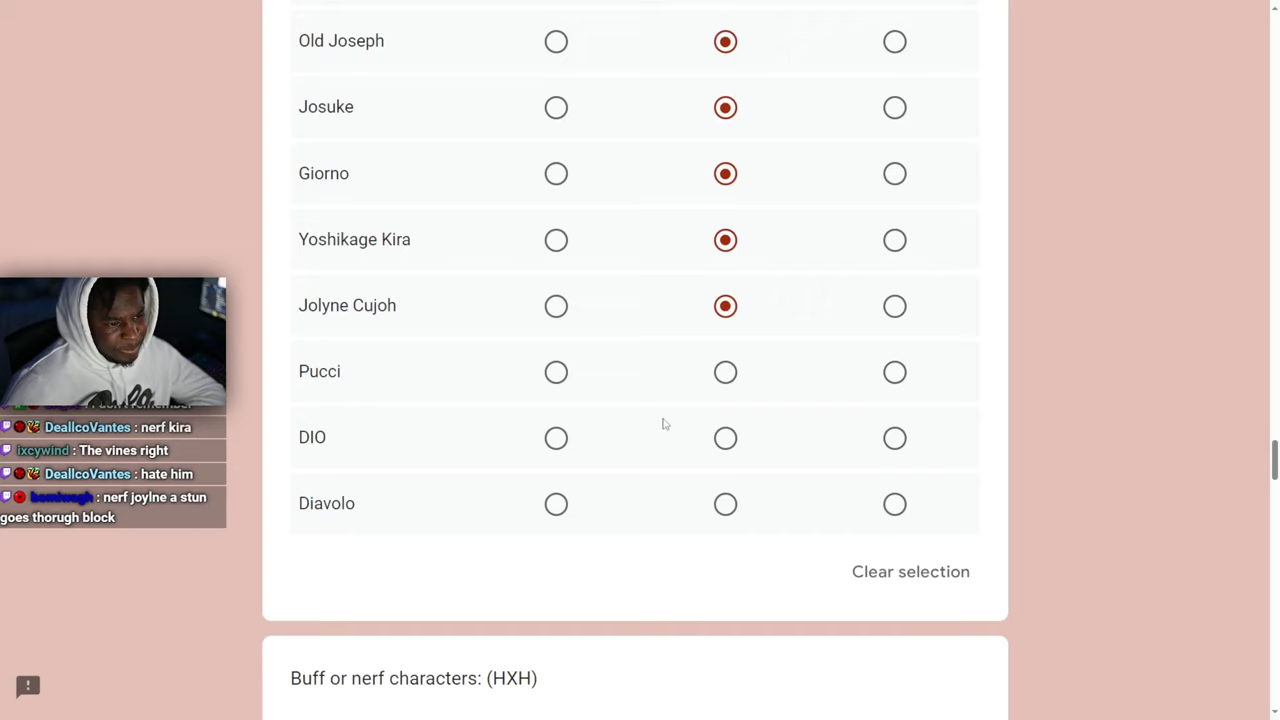 Old Joseph
Josuke
Giorno
Yoshikage Kira
Jolyne Cujoh
Pucci
DIO
Diavolo
Clear selection
Buff or nerf characters: (HXH)
DeallcoVantes : nerf kira
ixcywind : The vines right
DeallcoVantes : hate him
bomiwagh : nerf joylne a stun
goes thorugh block